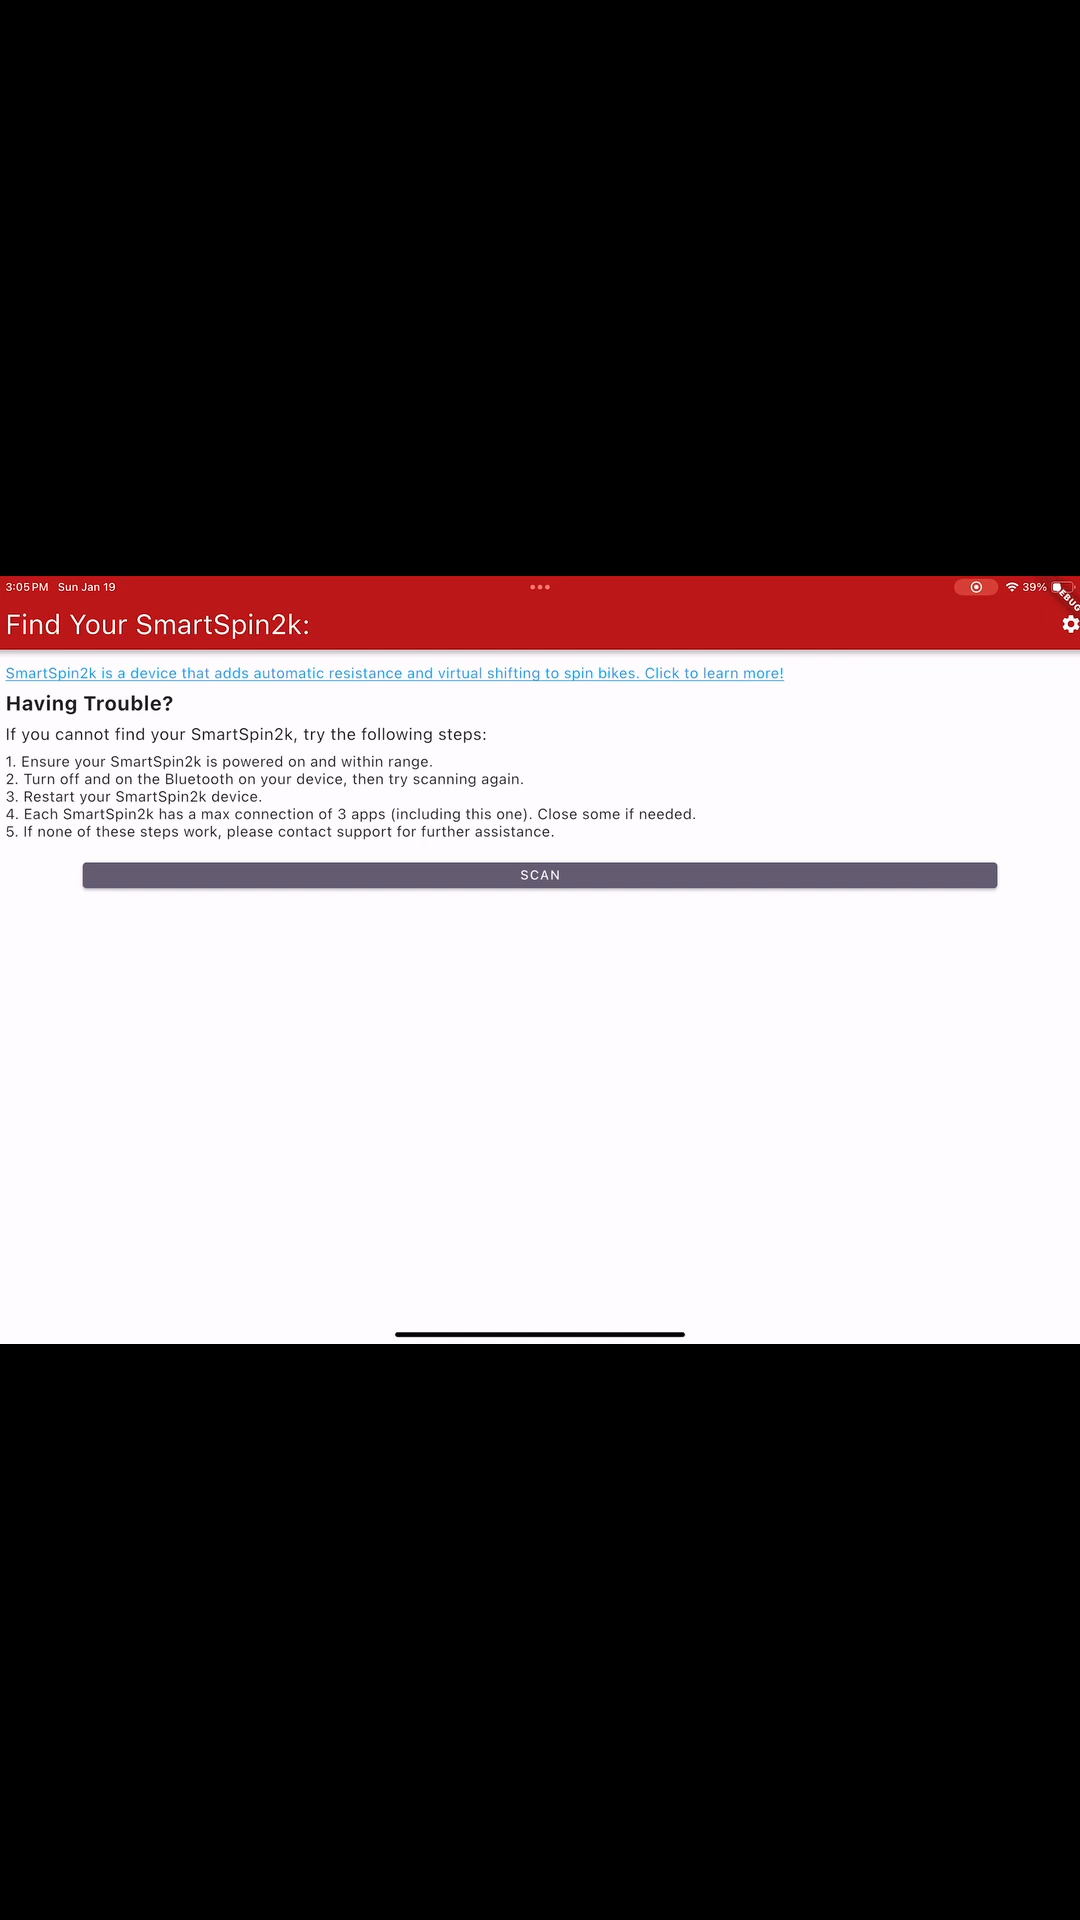 3:05 PM Sun Jan 19
39%
Find Your SmartSpin2k:
SmartSpin2k is a device that adds automatic resistance and virtual shifting to spin bikes. Click to learn more!
Having Trouble?
If you cannot find your SmartSpin2k, try the following steps:
1. Ensure your SmartSpin2k is powered on and within range.
2. Turn off and on the Bluetooth on your device, then try scanning again.
3. Restart your SmartSpin2k device.
4. Each SmartSpin2k has a max connection of 3 apps (including this one). Close some if needed.
5. If none of these steps work, please contact support for further assistance.
SCAN